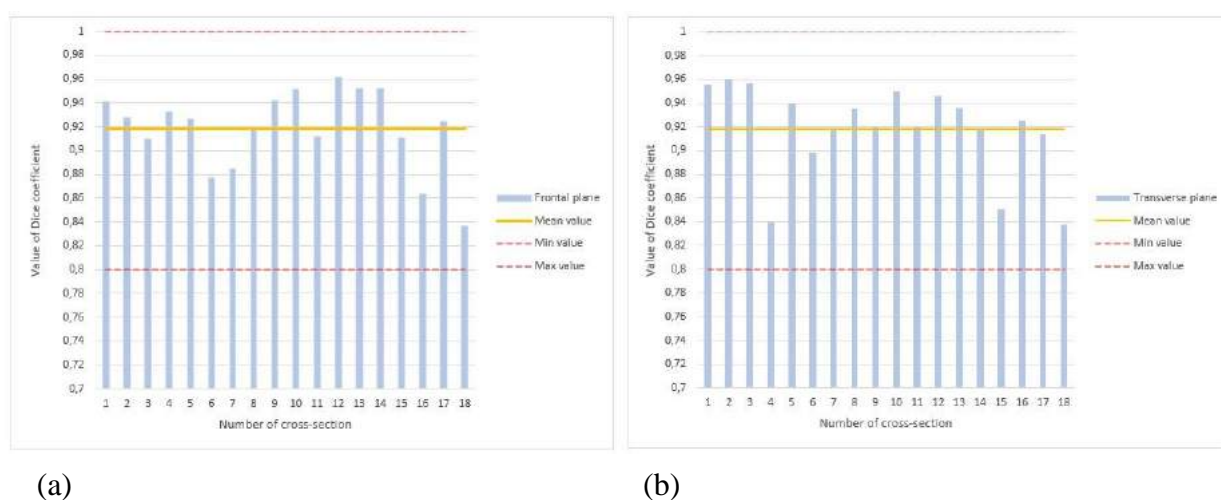 1
0,98
0,96
0,94
0,92
0,9
0,88
0,86
0,84
0,82
0,8
0,78
0,76
0,74
0,72
0,7
Value of Dice coefficient
1 2 3 4 5 6 7 8 9 10 11 12 13 14 15 16 17 18
Number of cross-section
Frontal plane
Mean value
Min value
Max value
(a)
1
0,98
0,96
0,94
0,92
0,9
0,88
0,86
0,84
0,82
0,8
0,78
0,76
0,74
0,72
0,7
Value of Dice coefficient
1 2 3 4 5 6 7 8 9 10 11 12 13 14 15 16 17 18
Number of cross-section
Transverse plane
Mean value
Min value
Max value
(b)